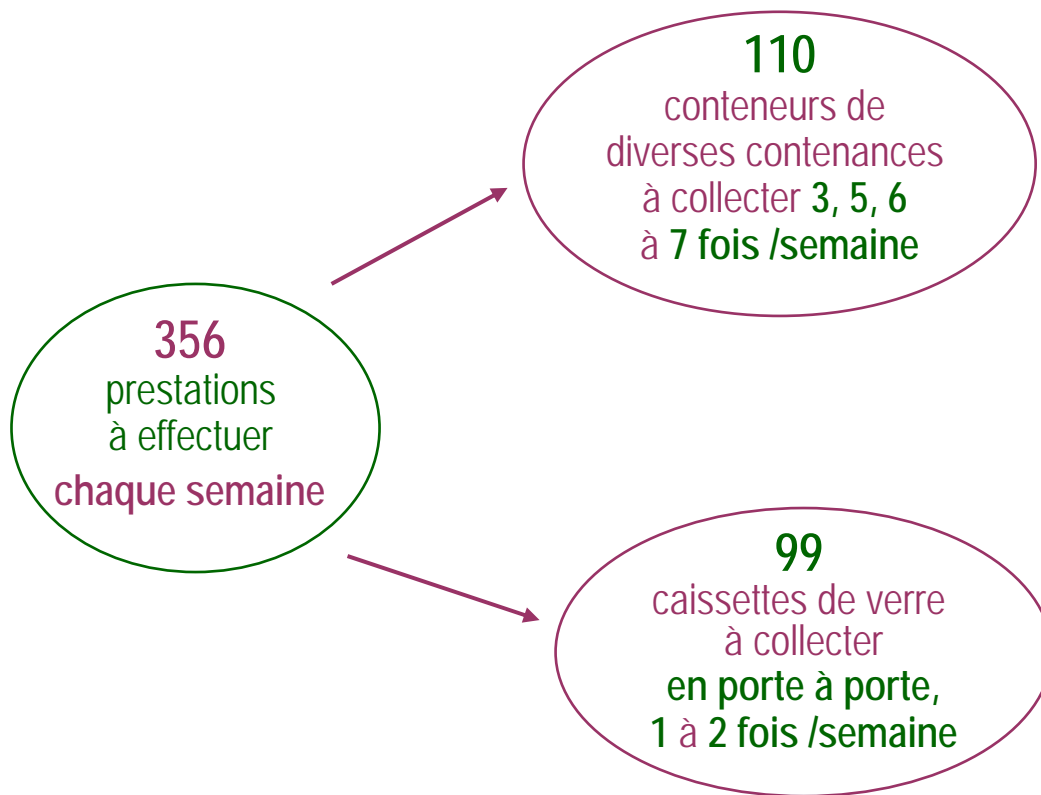 356
prestations
à effectuer
chaque semaine
110
conteneurs de
diverses contenances
à collecter 3, 5, 6
à 7 fois /semaine
99
caissettes de verre
à collecter
en porte à porte,
1 à 2 fois /semaine